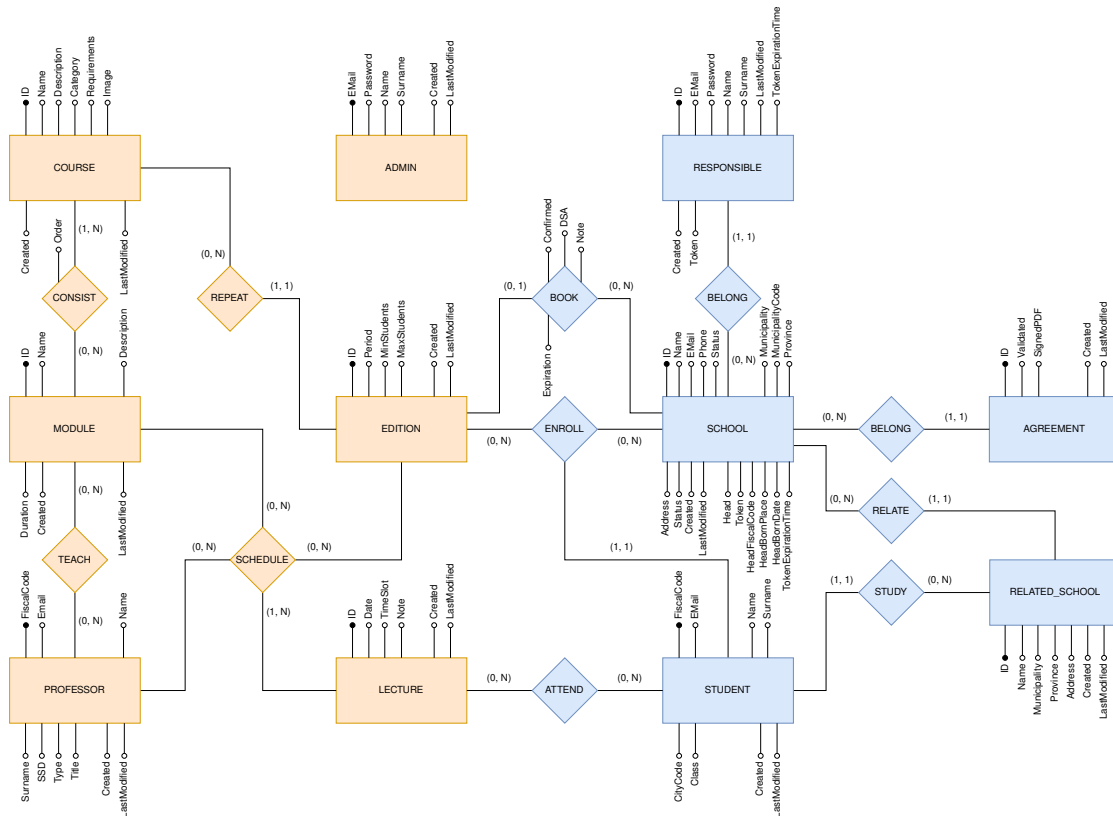 ID
Name
Description
Category
Requirements
Image
EMail
Password
Name
Surname
Created
LastModified
ID
EMail
Password
Name
Surname
LastModified
TokenExpirationTime
COURSE
ADMIN
RESPONSIBLE
Created
Order
(1, N)
LastModified
Created
Token
(1, 1)
(0, N)
Confirmed
DSA
Note
CONSIST
REPEAT
(1, 1)
(0, 1)
BOOK
(0, N)
BELONG
Expiration
ID
Name
(0, N)
Description
ID
Period
MinStudents
MaxStudents
Created
LastModified
ID
Name
EMail
Phone
Status
(0, N)
Municipality
MunicipalityCode
Province
ID
Validated
SignedPDF
Created
LastModified
MODULE
EDITION
(0, N)
ENROLL
(0, N)
SCHOOL
(0, N)
BELONG
(1, 1)
AGREEMENT
Duration
Created
(0, N)
LastModified
Address
Status
Created
LastModified
Head
Token
HeadFiscalCode
HeadBornPlace
HeadBornDate
TokenExpirationTime
(0, N)
RELATE
(1, 1)
(0, N)
TEACH
(0, N)
SCHEDULE
(0, N)
(1, 1)
(1, 1)
STUDY
(0, N)
RELATED_SCHOOL
FiscalCode
Email
(0, N)
Name
(1, N)
ID
Date
TimeSlot
Note
Created
LastModified
FiscalCode
EMail
Name
Surname
ID
Name
Municipality
Province
Address
Created
LastModified
PROFESSOR
LECTURE
(0, N)
ATTEND
(0, N)
STUDENT
Surname
SSD
Type
Title
Created
LastModified
CityCode
Class
Created
LastModified